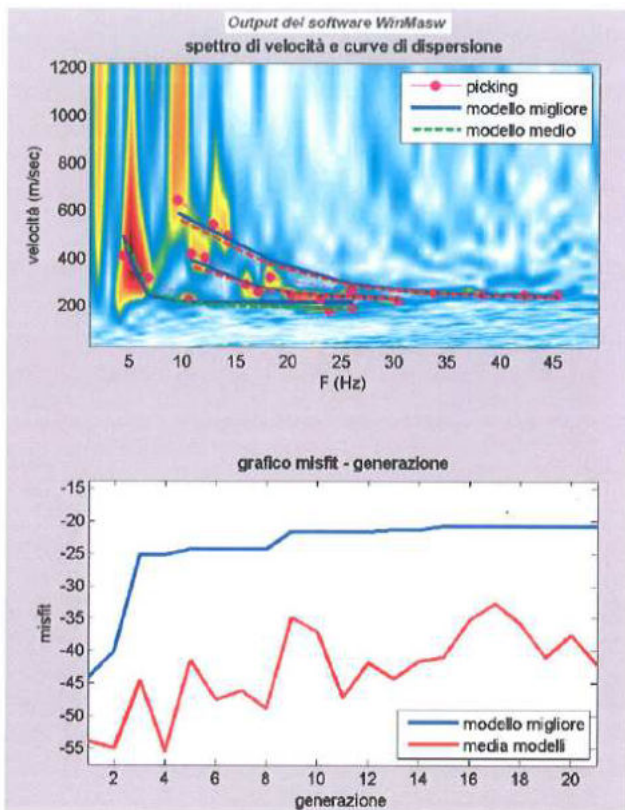 Output del software WinMasw
spettro di velocità e curve di dispersione
1200
1000
800
600
400
200
velocità (m/sec)
picking
modello migliore
modello medio
5 10 15 20 25 30 35 40 45
F (Hz)
grafico misfit - generazione
-15
-20
-25
-30
-35
-40
-45
-50
-55
misfit
modello migliore
media modelli
2 4 6 8 10 12 14 16 18 20
generazione